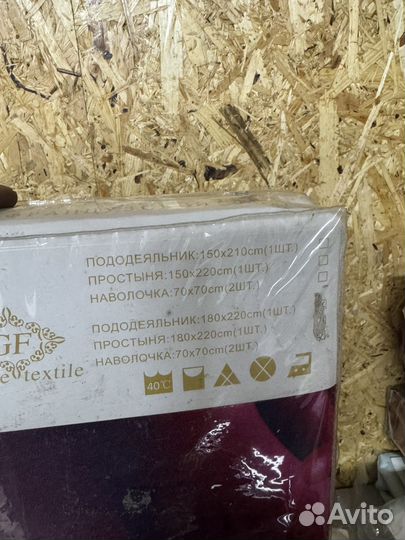 ПОДОДЕЯЛЬНИК:150x210cm(1ШТ.)
ПРОСТЫНЯ:150x220cm(1ШТ.)
НАВОЛОЧКА:70x70cm(2ШТ.)
ПОДОДЕЯЛЬНИК:180x220cm(1ШТ.)
ПРОСТЫНЯ:180x220cm(1ШТ.)
НАВОЛОЧКА:70x70cm(2ШТ.)
GF
textile
40°C
Avito